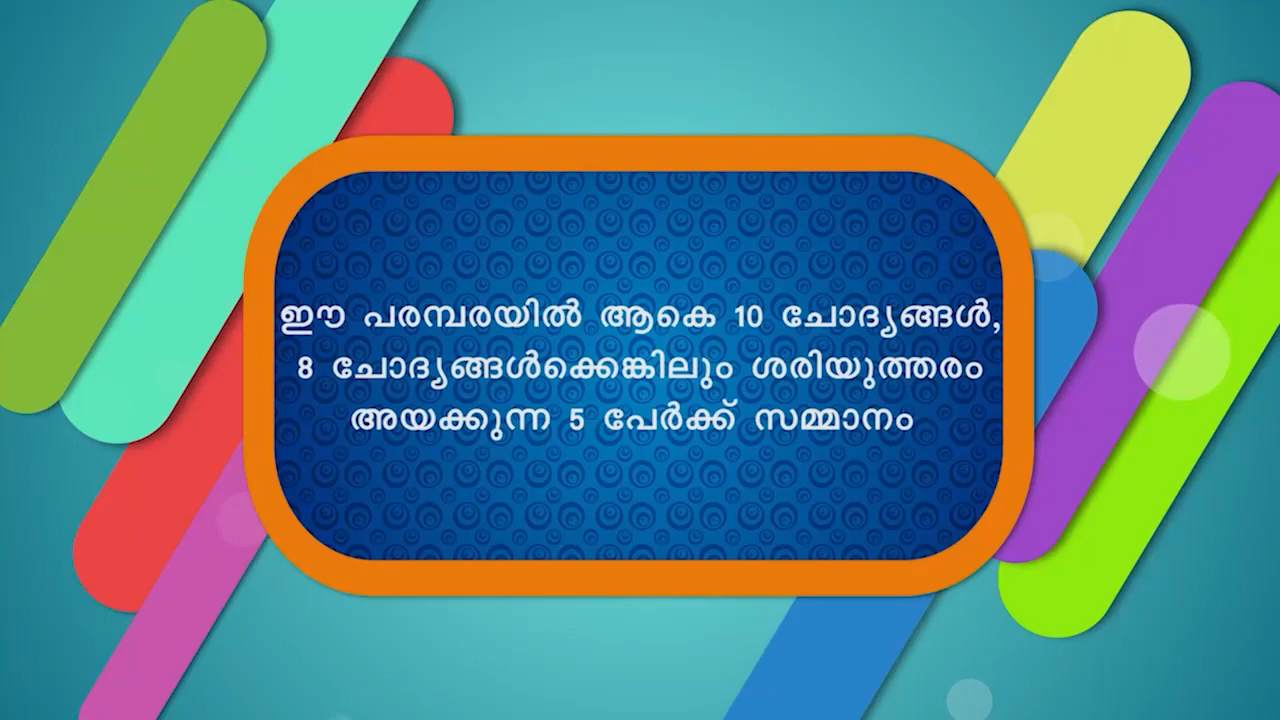 ഈ പരമ്പരയിൽ ആകെ 10 ചോദ്യങ്ങൾ,
8 ചോദ്യങ്ങൾക്കെങ്കിലും ശരിയുത്തരം
അയക്കുന്ന 5 പേർക്ക് സമ്മാനം